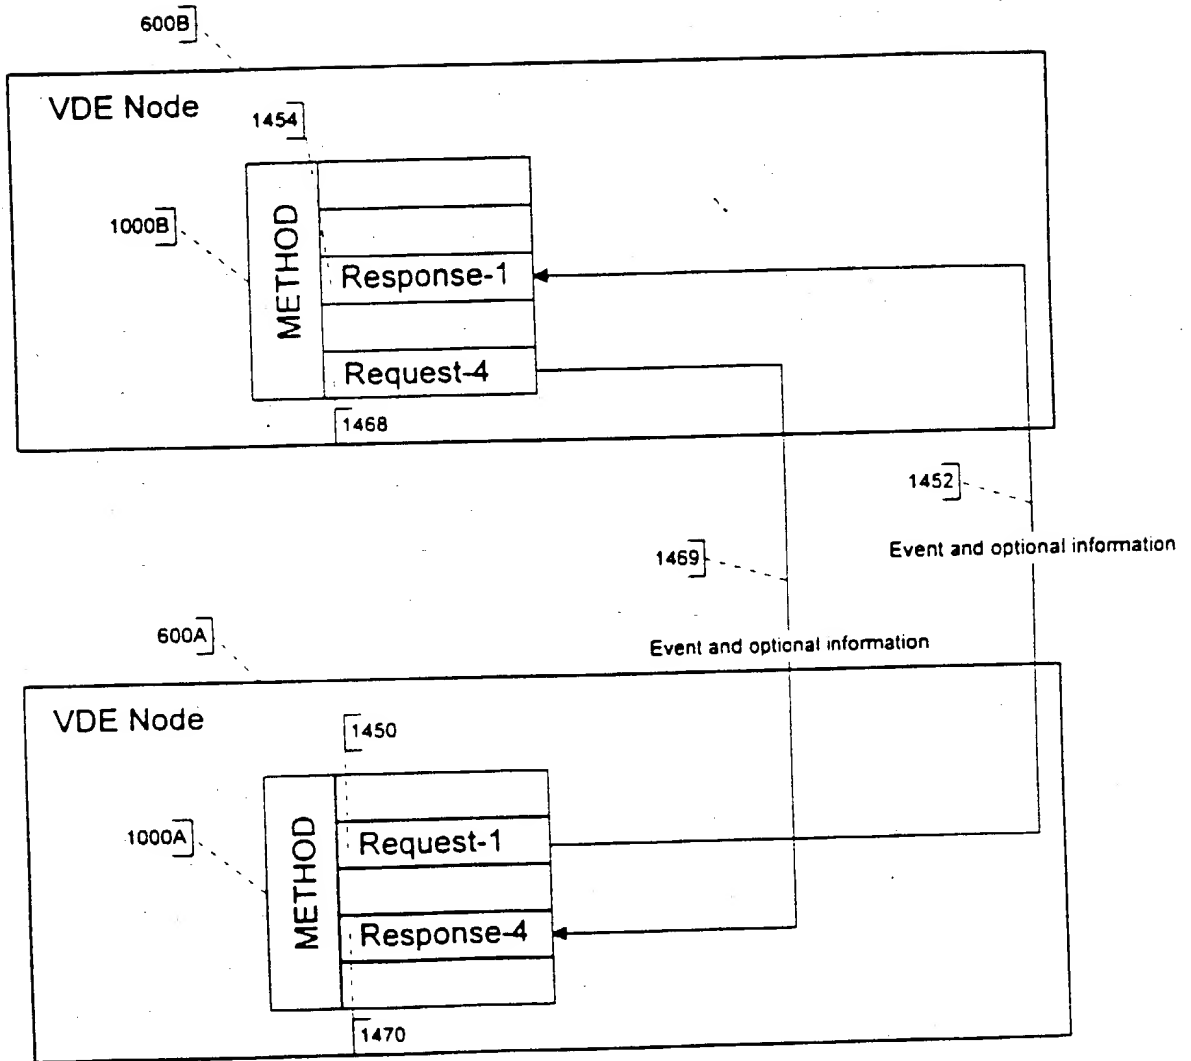 600B
VDE Node
1454
1000B
METHOD
Response-1
Request-4
1468
1452
Event and optional information
1469
600A
Event and optional information
VDE Node
1450
1000A
METHOD
Request-1
Response-4
1470